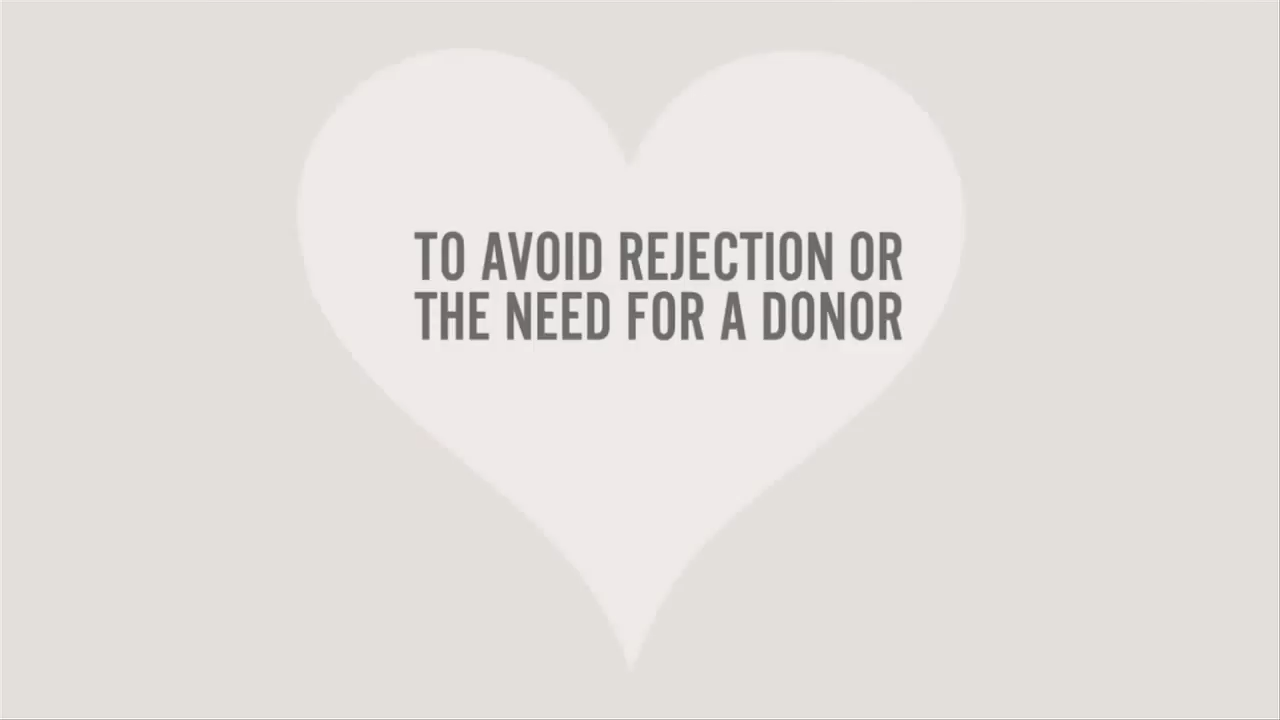 TO AVOID REJECTION OR
THE NEED FOR A DONOR